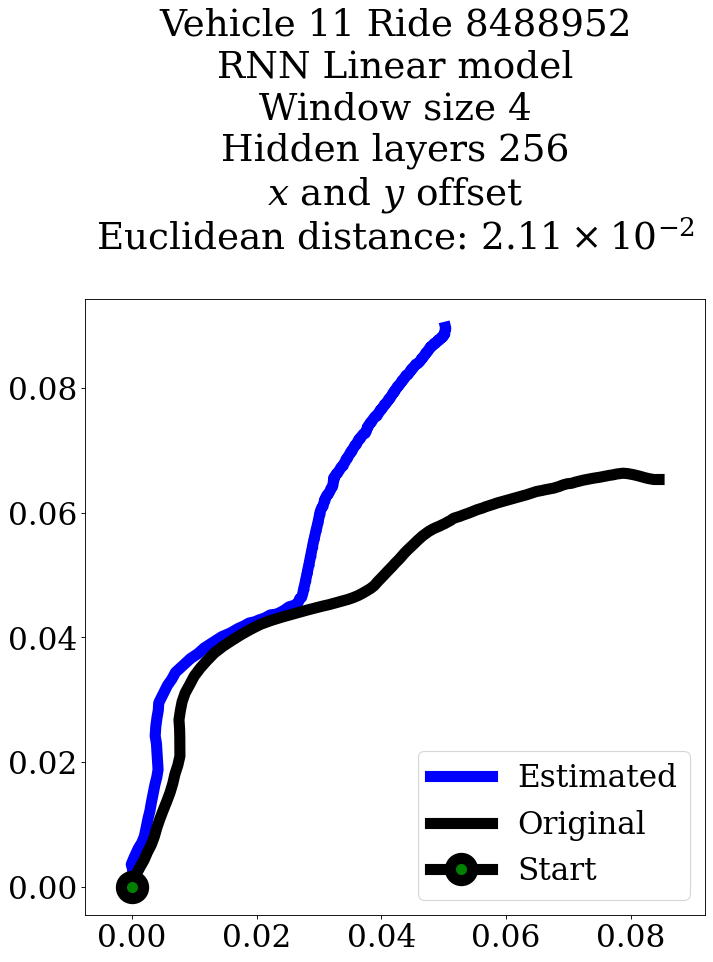 Vehicle 11 Ride 8488952
RNN Linear model
Window size 4
Hidden layers 256
x and y offset
Euclidean distance: 2.11 × 10⁻²
0.08
0.06
0.04
0.02
0.00
Estimated
Original
Start
0.00 0.02 0.04 0.06 0.08